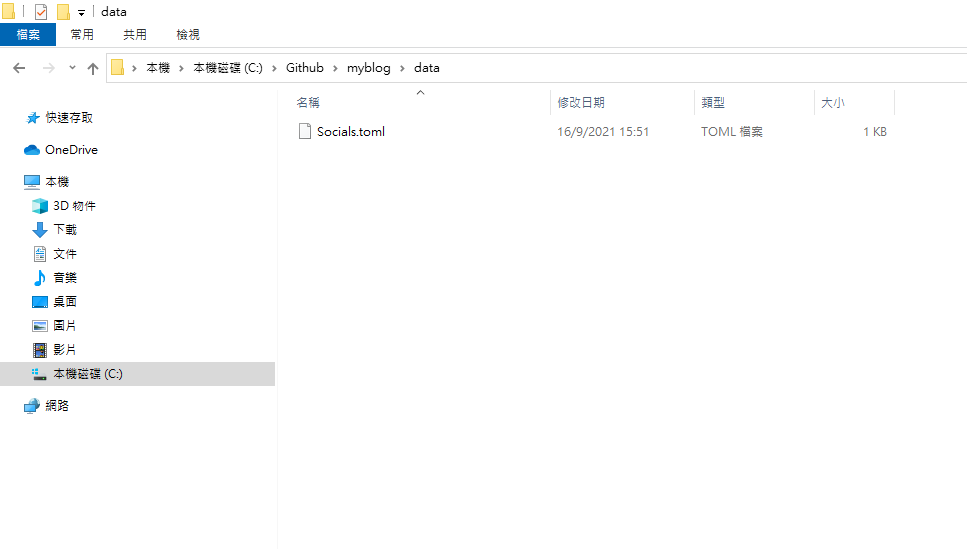 data
檔案 常用 共用 檢視
本機 本機磁碟 (C:) Github myblog data
名稱 修改日期 類型 大小
Socials.toml 16/9/2021 15:51 TOML 檔案 1 KB
快速存取
OneDrive
本機
3D 物件
下載
文件
音樂
桌面
圖片
影片
本機磁碟 (C:)
網路